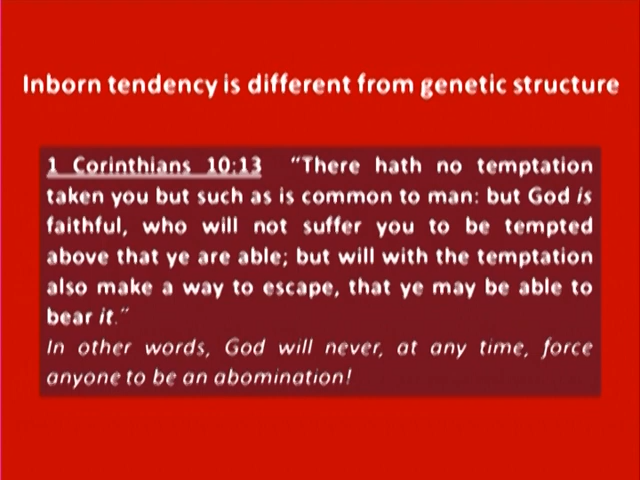 Inborn tendency is different from genetic structure
1 Corinthians 10:13 "There hath no temptation
taken you but such as is common to man: but God is
faithful, who will not suffer you to be tempted
above that ye are able; but will with the temptation
also make a way to escape, that ye may be able to
bear it."
In other words, God will never, at any time, force
anyone to be an abomination!